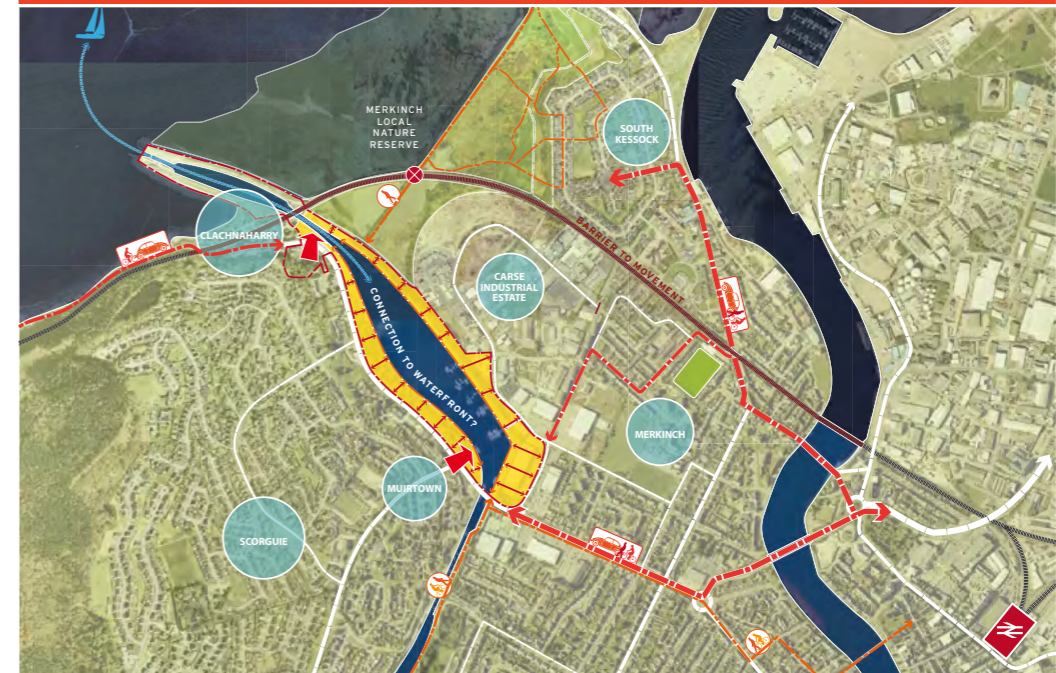 MERKINCH
LOCAL
NATURE
RESERVE
SOUTH
KESSOCK
CLACHNAHARRY
BARRIER TO MOVEMENT
CARSE
INDUSTRIAL
ESTATE
CONNECTION TO WATERFRONT?
MERKINCH
MUIRTOWN
SCORGUIE